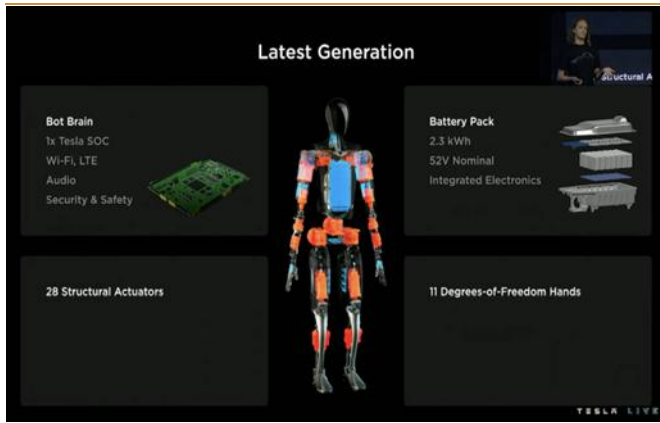 Latest Generation
Structural A
Bot Brain
1x Tesla SOC
Wi-Fi, LTE
Audio
Security & Safety
Battery Pack
2.3 kWh
52V Nominal
Integrated Electronics
28 Structural Actuators
11 Degrees-of-Freedom Hands
TESLA LIVE